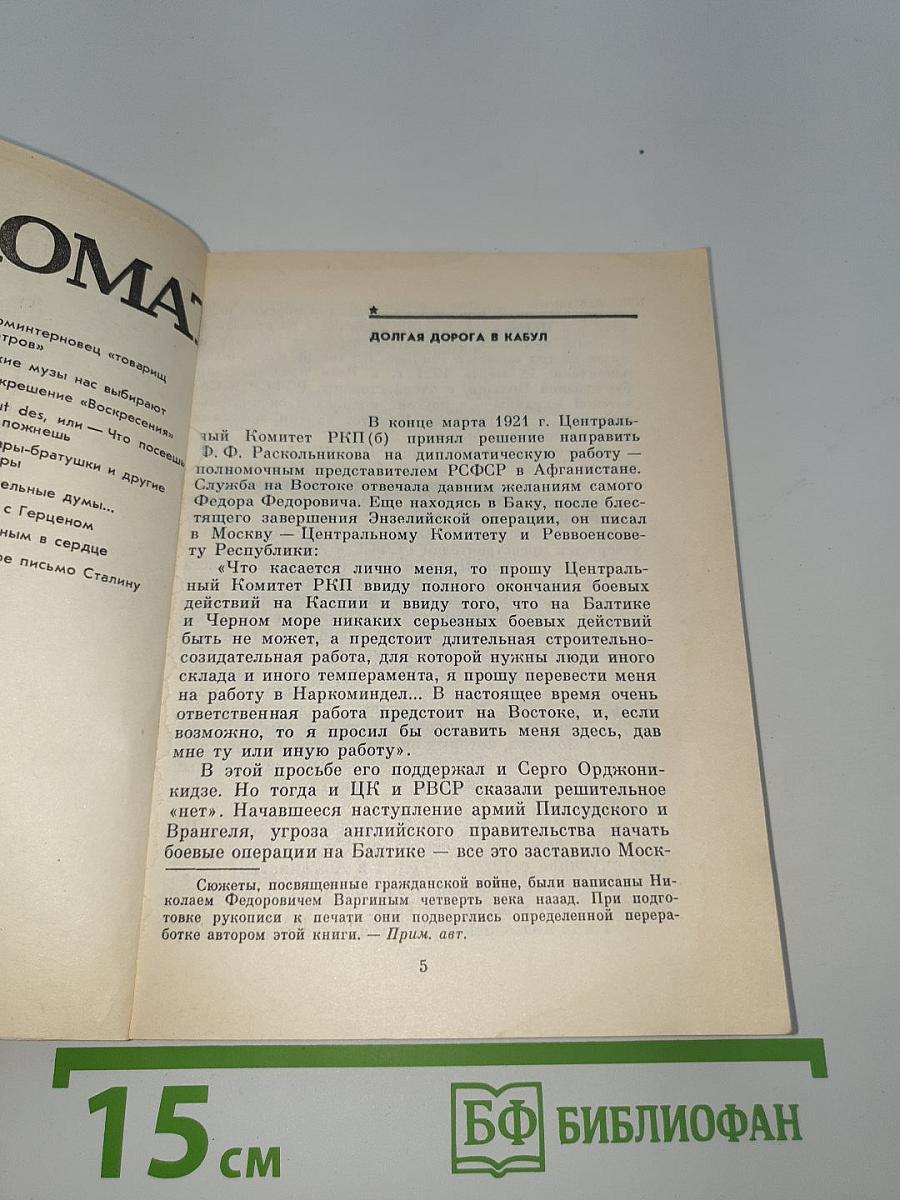 ОМАТ
оминтерновец «товарищ
тров»
кие музы нас выбирают
крешение «Воскресения»
ut des, или — Что посеешь
пожнешь
ары-братушки и другие
ры
ельные думы...
с Герценом
ным в сердце
ое письмо Сталину
ДОЛГАЯ ДОРОГА В КАБУЛ
В конце марта 1921 г. Централь-
ный Комитет РКП(б) принял решение направить
Ф. Ф. Раскольникова на дипломатическую работу —
полномочным представителем РСФСР в Афганистане.
Служба на Востоке отвечала давним желаниям самого
Федора Федоровича. Еще находясь в Баку, после блес-
тящего завершения Энзелийской операции, он писал
в Москву — Центральному Комитету и Реввоенсове-
ту Республики:
«Что касается лично меня, то прошу Централь-
ный Комитет РКП ввиду полного окончания боевых
действий на Каспии и ввиду того, что на Балтике
и Черном море никаких серьезных боевых действий
быть не может, а предстоит длительная строительно-
созидательная работа, для которой нужны люди иного
склада и иного темперамента, я прошу перевести меня
на работу в Наркоминдел... В настоящее время очень
ответственная работа предстоит на Востоке, и, если
возможно, то я просил бы оставить меня здесь, дав
мне ту или иную работу».
В этой просьбе его поддержал и Серго Орджони-
кидзе. Но тогда и ЦК и РВСР сказали решительное
«нет». Начавшееся наступление армий Пилсудского и
Врангеля, угроза английского правительства начать
боевые операции на Балтике — все это заставило Моск-
Сюжеты, посвященные гражданской войне, были написаны Ни-
колаем Федоровичем Варгиным четверть века назад. При подго-
товке рукописи к печати они подверглись определенной перера-
ботке автором этой книги. — Прим. авт.
5
15 см
БФ БИБЛИОФАН